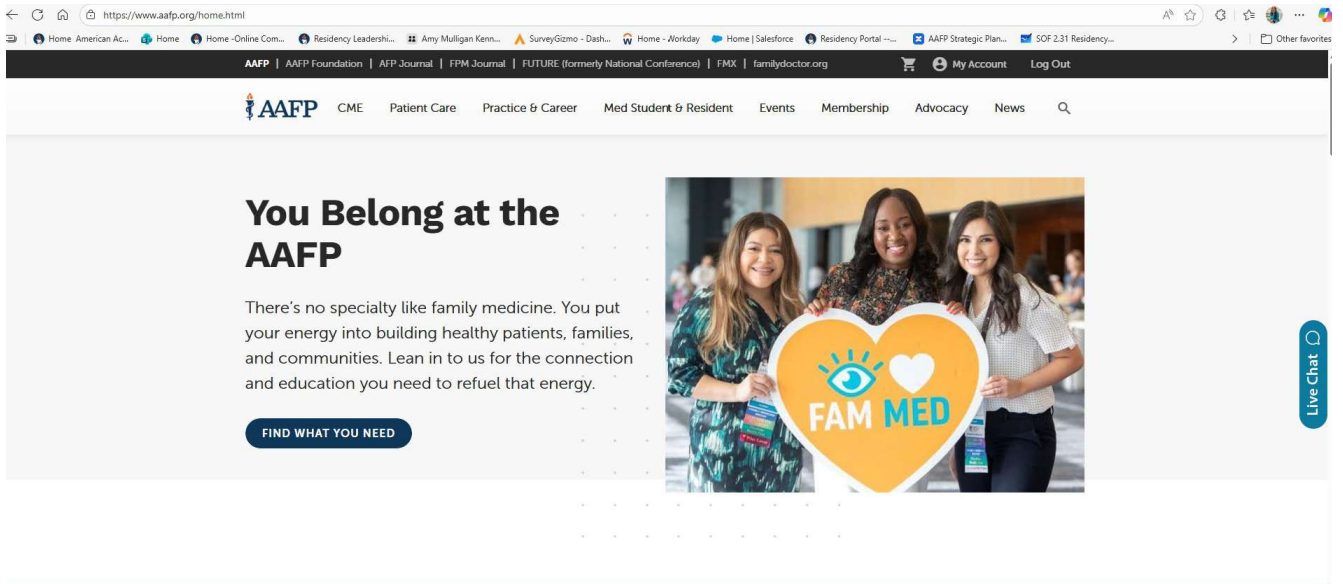 https://www.aafp.org/home.html
Home American Ac... Home Home -Online Com... Residency Leadershi... Amy Mulligan Kenn... SurveyGizmo - Dash... Home - Workday Home | Salesforce Residency Portal --... AAFP Strategic Plan... SOF 2.31 Residency... Other favorites
AAFP | AAFP Foundation | AFP Journal | FPM Journal | FUTURE (formerly National Conference) | FMX | familydoctor.org My Account Log Out
AAFP CME Patient Care Practice & Career Med Student & Resident Events Membership Advocacy News
You Belong at the
AAFP
There's no specialty like family medicine. You put
your energy into building healthy patients, families,
and communities. Lean in to us for the connection
and education you need to refuel that energy.
FIND WHAT YOU NEED
FAM MED
Live Chat